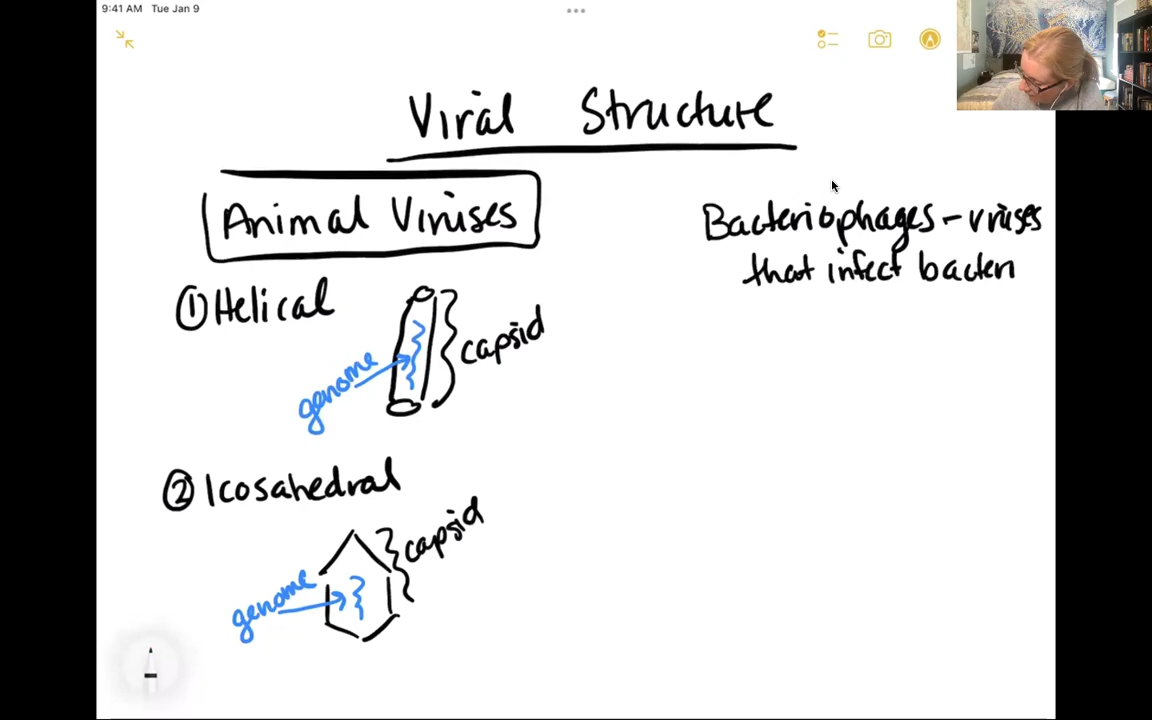 9:41 AM Tue Jan 9
Viral Structure
Animal Viruses
Bacteriophages - viruses
that infect bacteri
① Helical
capsid
genome
② Icosahedral
capsid
genome